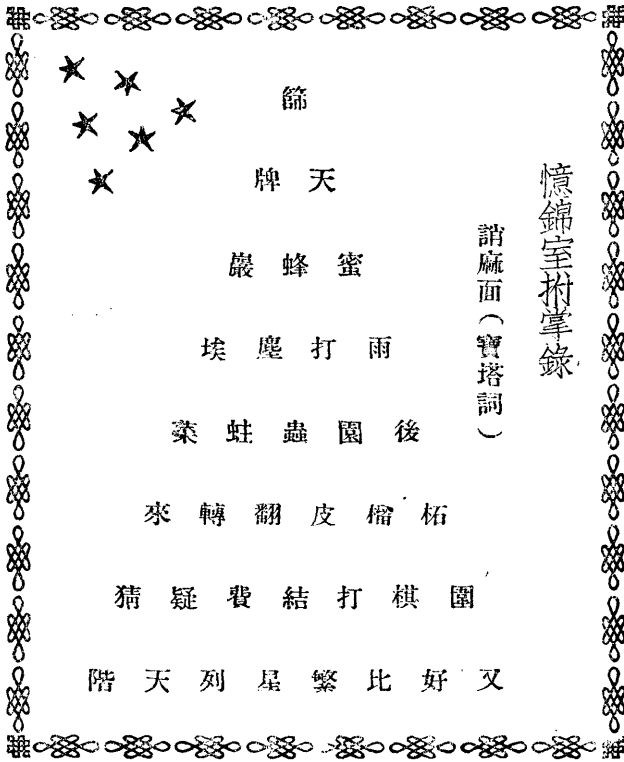 憶錦室拊掌錄
誚麻面(寶塔詞)
篩
天牌
蜜蜂巖
雨打塵埃
後園蟲蛀菜
柘榴皮翻轉來
圍棋打結費疑猜
又好比繁星列天階